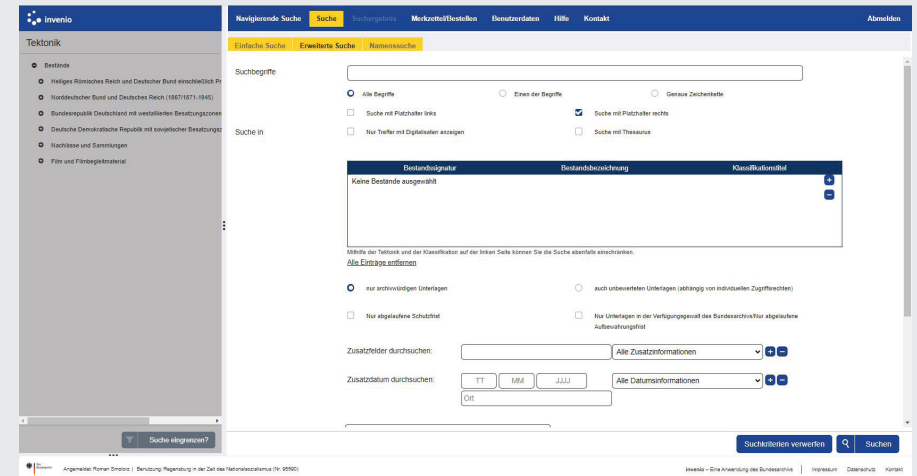 invenio
Navigierende Suche Suche Suchergebnis Merkzettel/Bestellen Benutzerdaten Hilfe Kontakt Abmelden
Tektonik
Einfache Suche Erweiterte Suche Namenssuche
Bestände
Heiliges Römisches Reich und Deutscher Bund einschließlich Pr
Norddeutscher Bund und Deutsches Reich (1867/1871-1945)
Bundesrepublik Deutschland mit westalliierten Besatzungszonen
Deutsche Demokratische Republik mit sowjetischer Besatzungsz
Nachlässe und Sammlungen
Film und Filmbegleitmaterial
Suche eingrenzen?
Suchbegriffe
Alle Begriffe Einen der Begriffe Genaue Zeichenkette
Suche mit Platzhalter links Suche mit Platzhalter rechts
Suche in
Nur Treffer mit Digitalisaten anzeigen Suche mit Thesaurus
Bestandssignatur Bestandsbezeichnung Klassifikationstitel
Keine Bestände ausgewählt
Mithilfe der Tektonik und der Klassifikation auf der linken Seite können Sie die Suche ebenfalls einschränken.
Alle Einträge entfernen
nur archivwürdigen Unterlagen auch unbewerteten Unterlagen (abhängig von individuellen Zugriffsrechten)
Nur abgelaufene Schutzfrist Nur Unterlagen in der Verfügungsgewalt des Bundesarchivs/Nur abgelaufene
Aufbewahrungsfrist
Zusatzfelder durchsuchen: Alle Zusatzinformationen
Zusatzdatum durchsuchen: TT MM JJJJ Alle Datumsinformationen
Ort
Suchkriterien verwerfen Suchen
Angemeldet: Roman Smolorz | Benutzung: Regensburg in der Zeit des Nationalsozialismus (Nr. 96590)
invenio – Eine Anwendung des Bundesarchivs | Impressum Datenschutz Kontakt